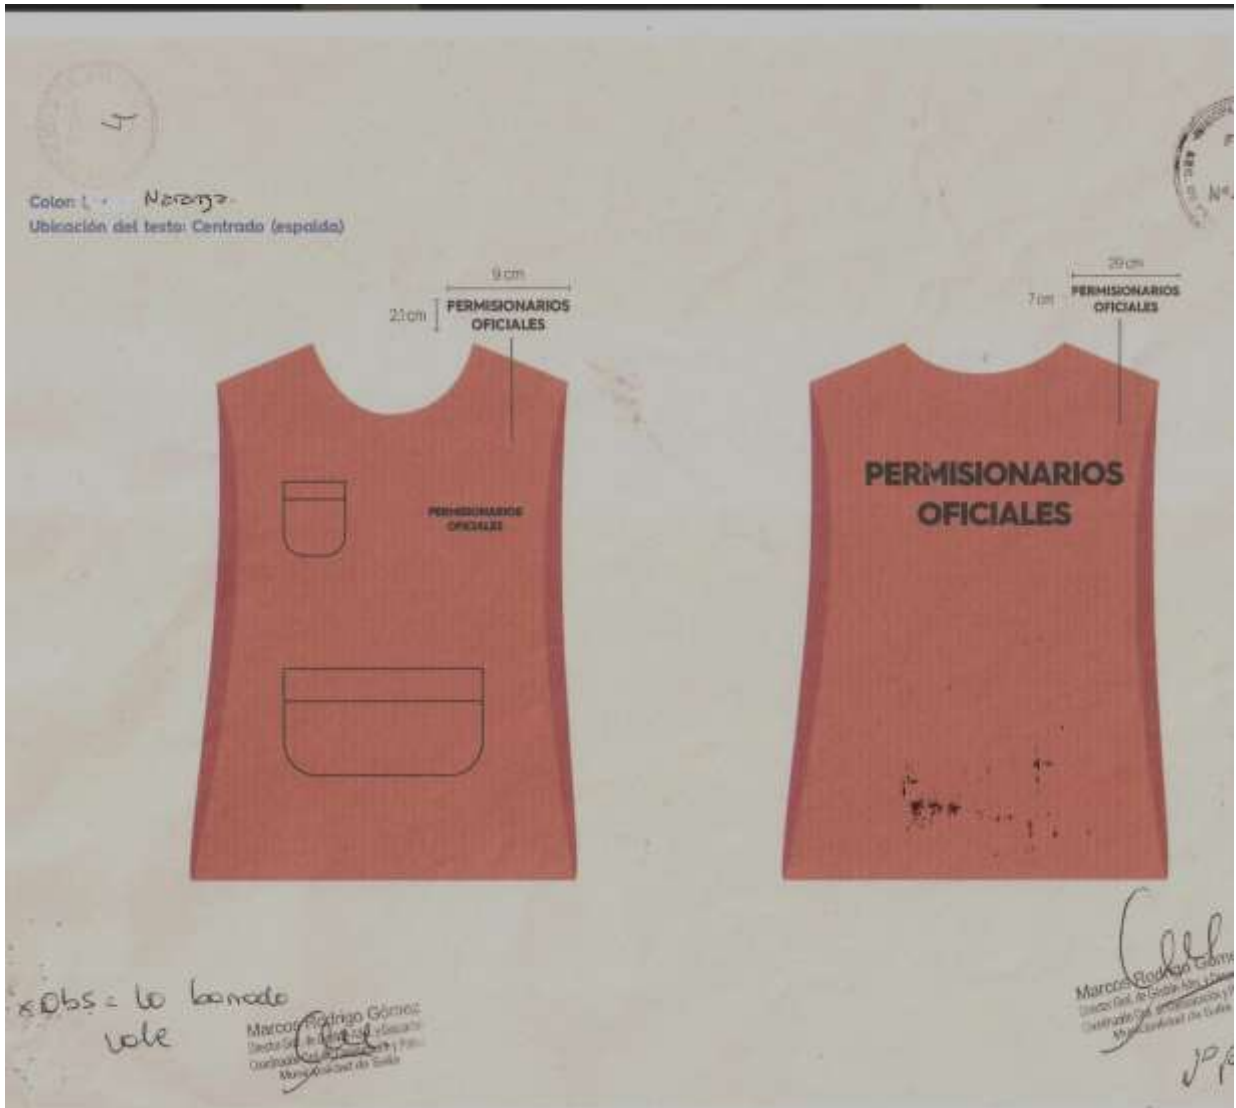 4
Color: Naranja.
Ubicación del texto: Centrado (espalda)
9 cm
2.1 cm
PERMISIONARIOS
OFICIALES
29 cm
7 cm
PERMISIONARIOS
OFICIALES
PERMISIONARIOS
OFICIALES
PERMISIONARIOS
OFICIALES
*Obs = lo borrado
vale
Marcos Rodrigo Gómez
Municipalidad de Salta
Marcos Rodrigo
Municipalidad de Salta